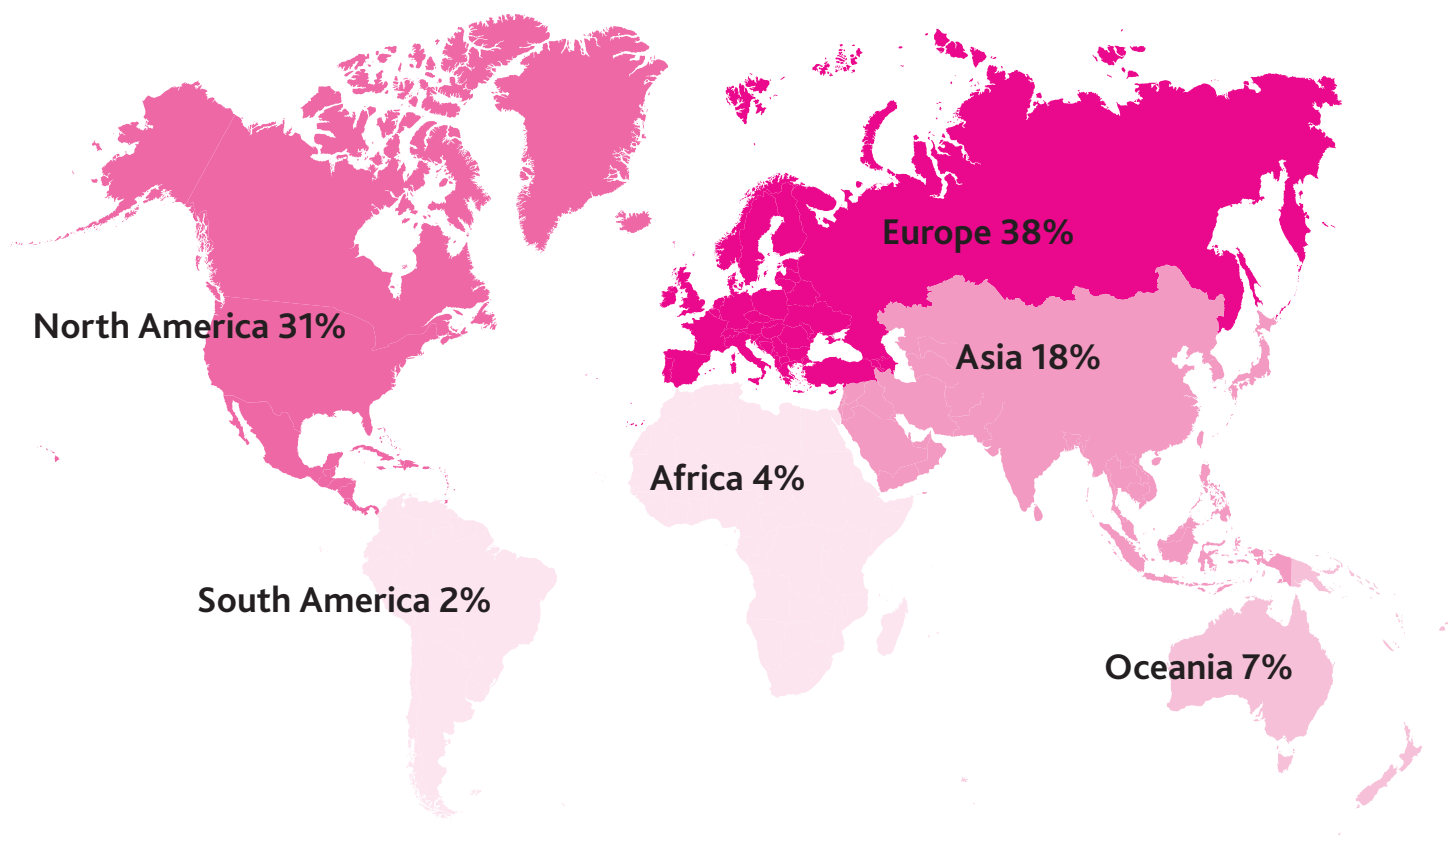 Europe 38%
North America 31%
Asia 18%
Africa 4%
South America 2%
Oceania 7%